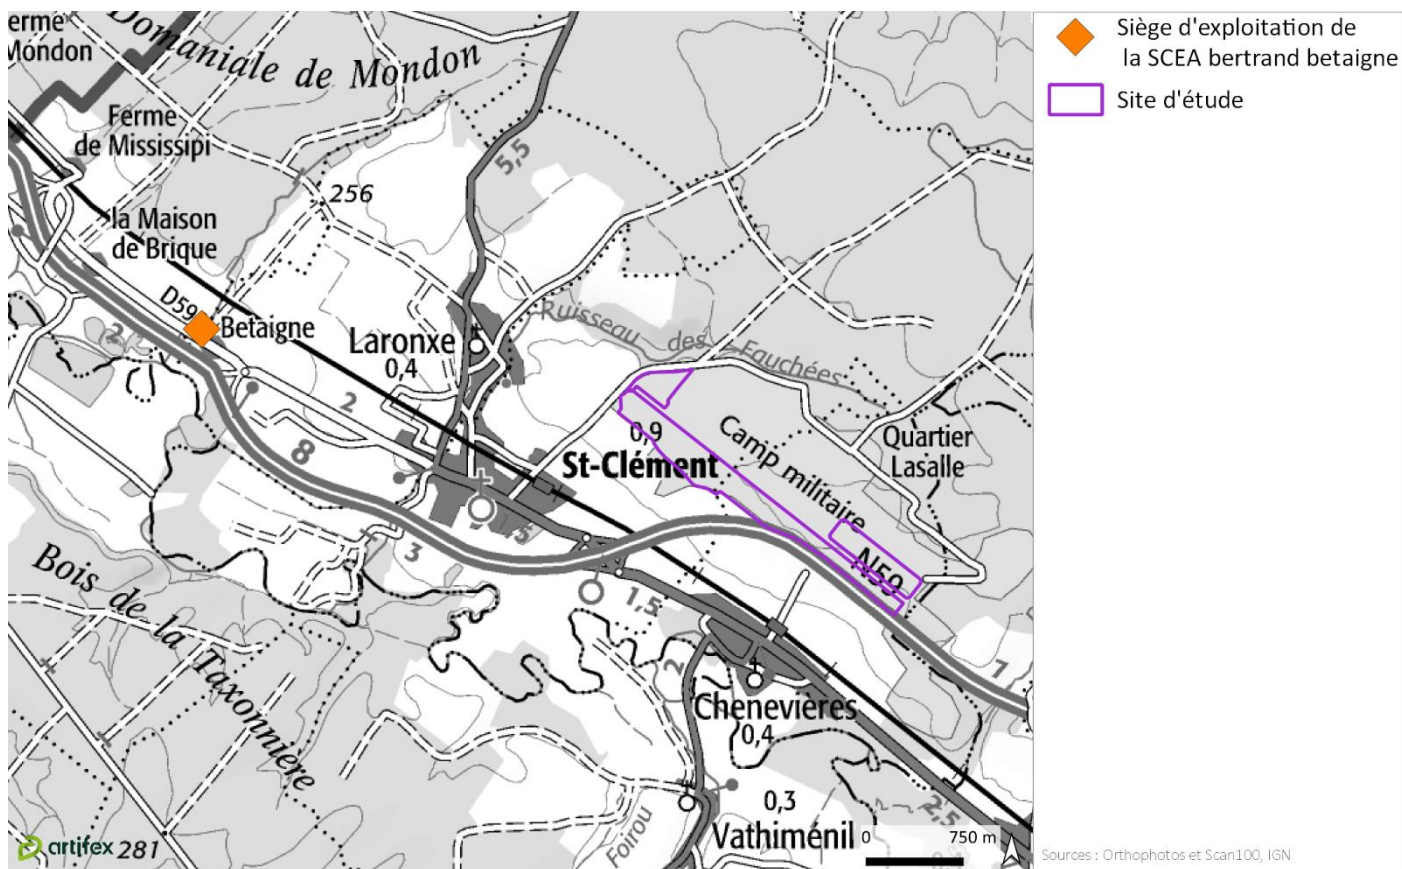 erme
Mondon
Domaniale de Mondon
Ferme
de Mississipi
5,5
256
la Maison
de Brique
D59
2
Betaigne
Laronxe
0,4
2
8
Ruisseau des Fauchées
0,9
St-Clément
Camp militaire
Quartier
Lasalle
N59
5
3
1,5
Bois de la Taxonnière
2
Chenevières
0,4
7
0,3
Vathiménil
Foirou
2,5
281
artifex
0 750 m
Siège d'exploitation de
la SCEA bertrand betaigne
Site d'étude
Sources : Orthophotos et Scan100, IGN